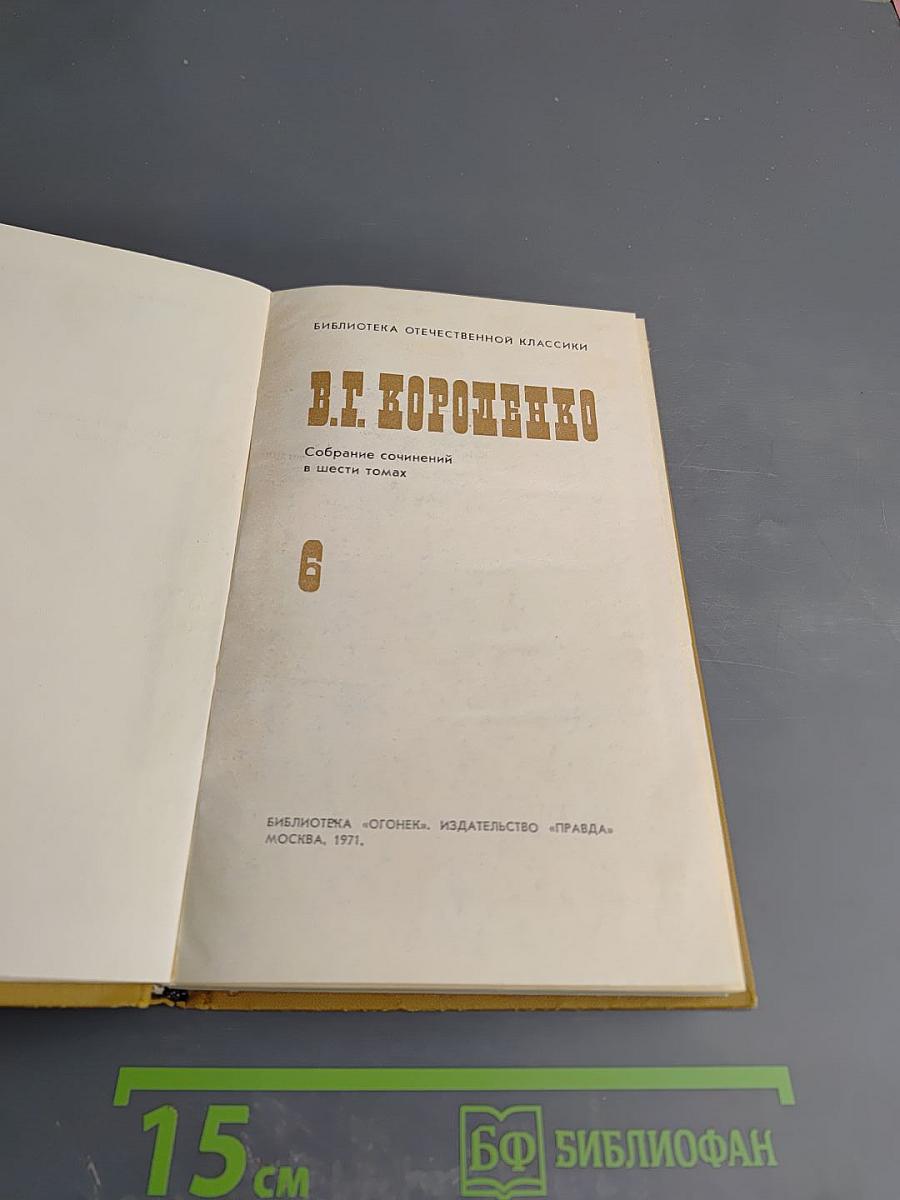 БИБЛИОТЕКА ОТЕЧЕСТВЕННОЙ КЛАССИКИ
В.Г. КОРОЛЕНКО
Собрание сочинений
в шести томах
6
БИБЛИОТЕКА «ОГОНЕК». ИЗДАТЕЛЬСТВО «ПРАВДА»
МОСКВА, 1971.
15 см
БФ БИБЛИОФАН